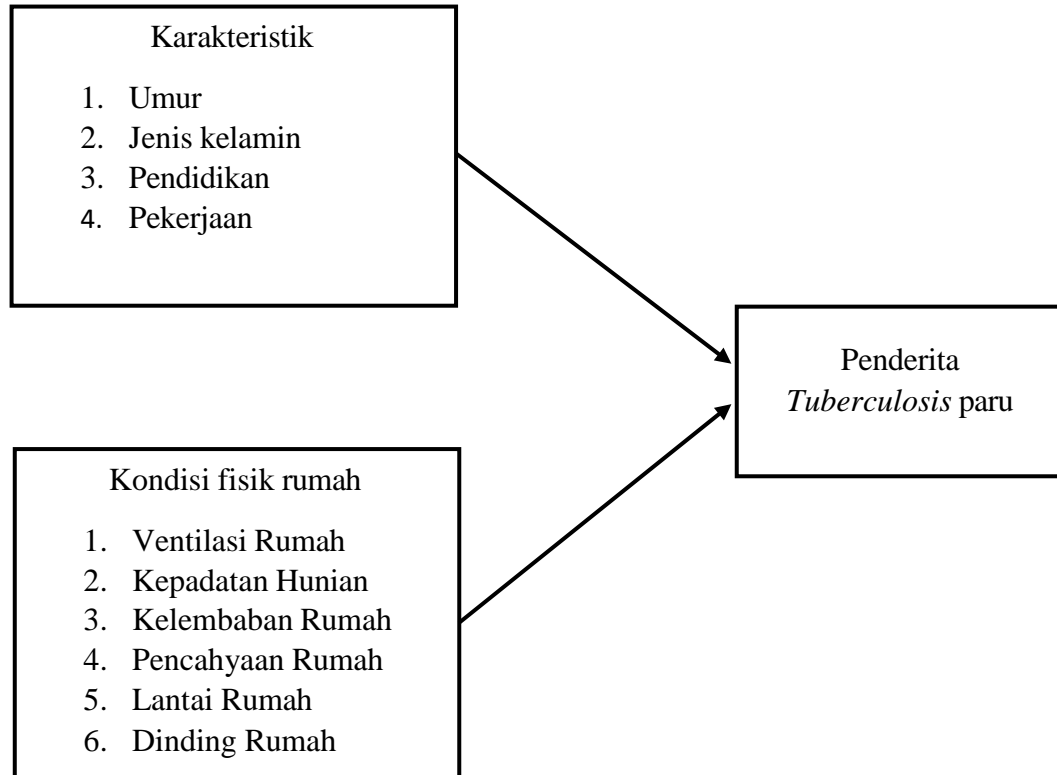 Karakteristik
1. Umur
2. Jenis kelamin
3. Pendidikan
4. Pekerjaan
Penderita
Tuberculosis paru
Kondisi fisik rumah
1. Ventilasi Rumah
2. Kepadatan Hunian
3. Kelembaban Rumah
4. Pencahyaan Rumah
5. Lantai Rumah
6. Dinding Rumah